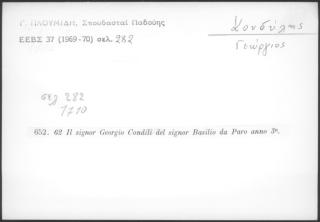 Γ. ΠΛΟΥΜΙΔΗ, Σπουδασταί Παδούης
Κονδύλης
Γεώργιος
ΕΕΒΣ 37 (1969-70) σελ. 282
σελ 282
1710
652. 62 Il signor Georgio Condili del signor Basilio da Paro anno 3º.